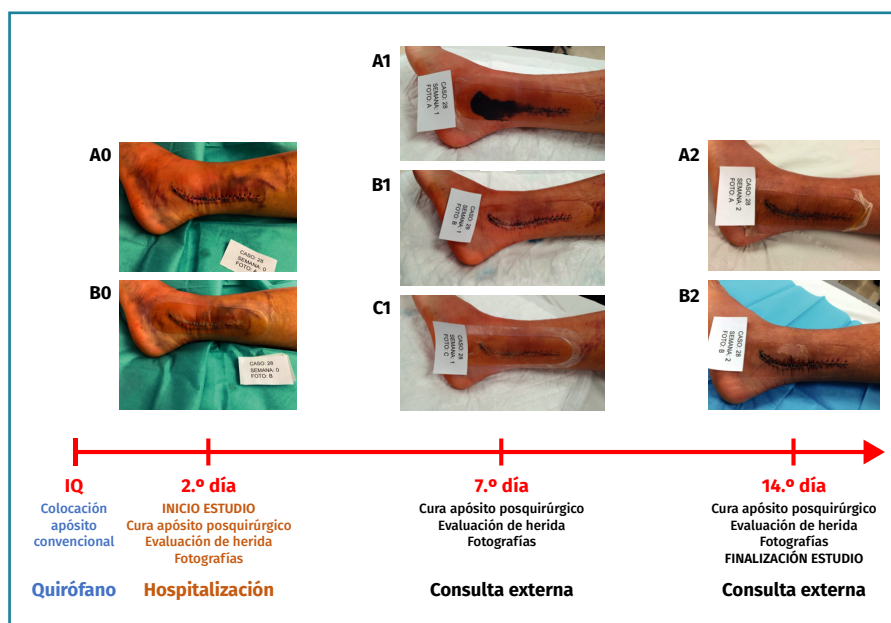 A0
CASO: 28
SEMANA: 0
B0
CASO: 28
SEMANA: 0
FOTO: B
A1
CASO: 28
SEMANA: 1
FOTO: A
B1
CASO: 28
SEMANA: 1
FOTO: B
C1
CASO: 28
SEMANA: 1
FOTO: C
A2
CASO: 28
SEMANA: 2
FOTO: A
B2
CASO: 28
SEMANA: 2
FOTO: B
IQ
Colocación
apósito
convencional
Quirófano
2.º día
INICIO ESTUDIO
Cura apósito posquirúrgico
Evaluación de herida
Fotografías
Hospitalización
7.º día
Cura apósito posquirúrgico
Evaluación de herida
Fotografías
Consulta externa
14.º día
Cura apósito posquirúrgico
Evaluación de herida
Fotografías
FINALIZACIÓN ESTUDIO
Consulta externa